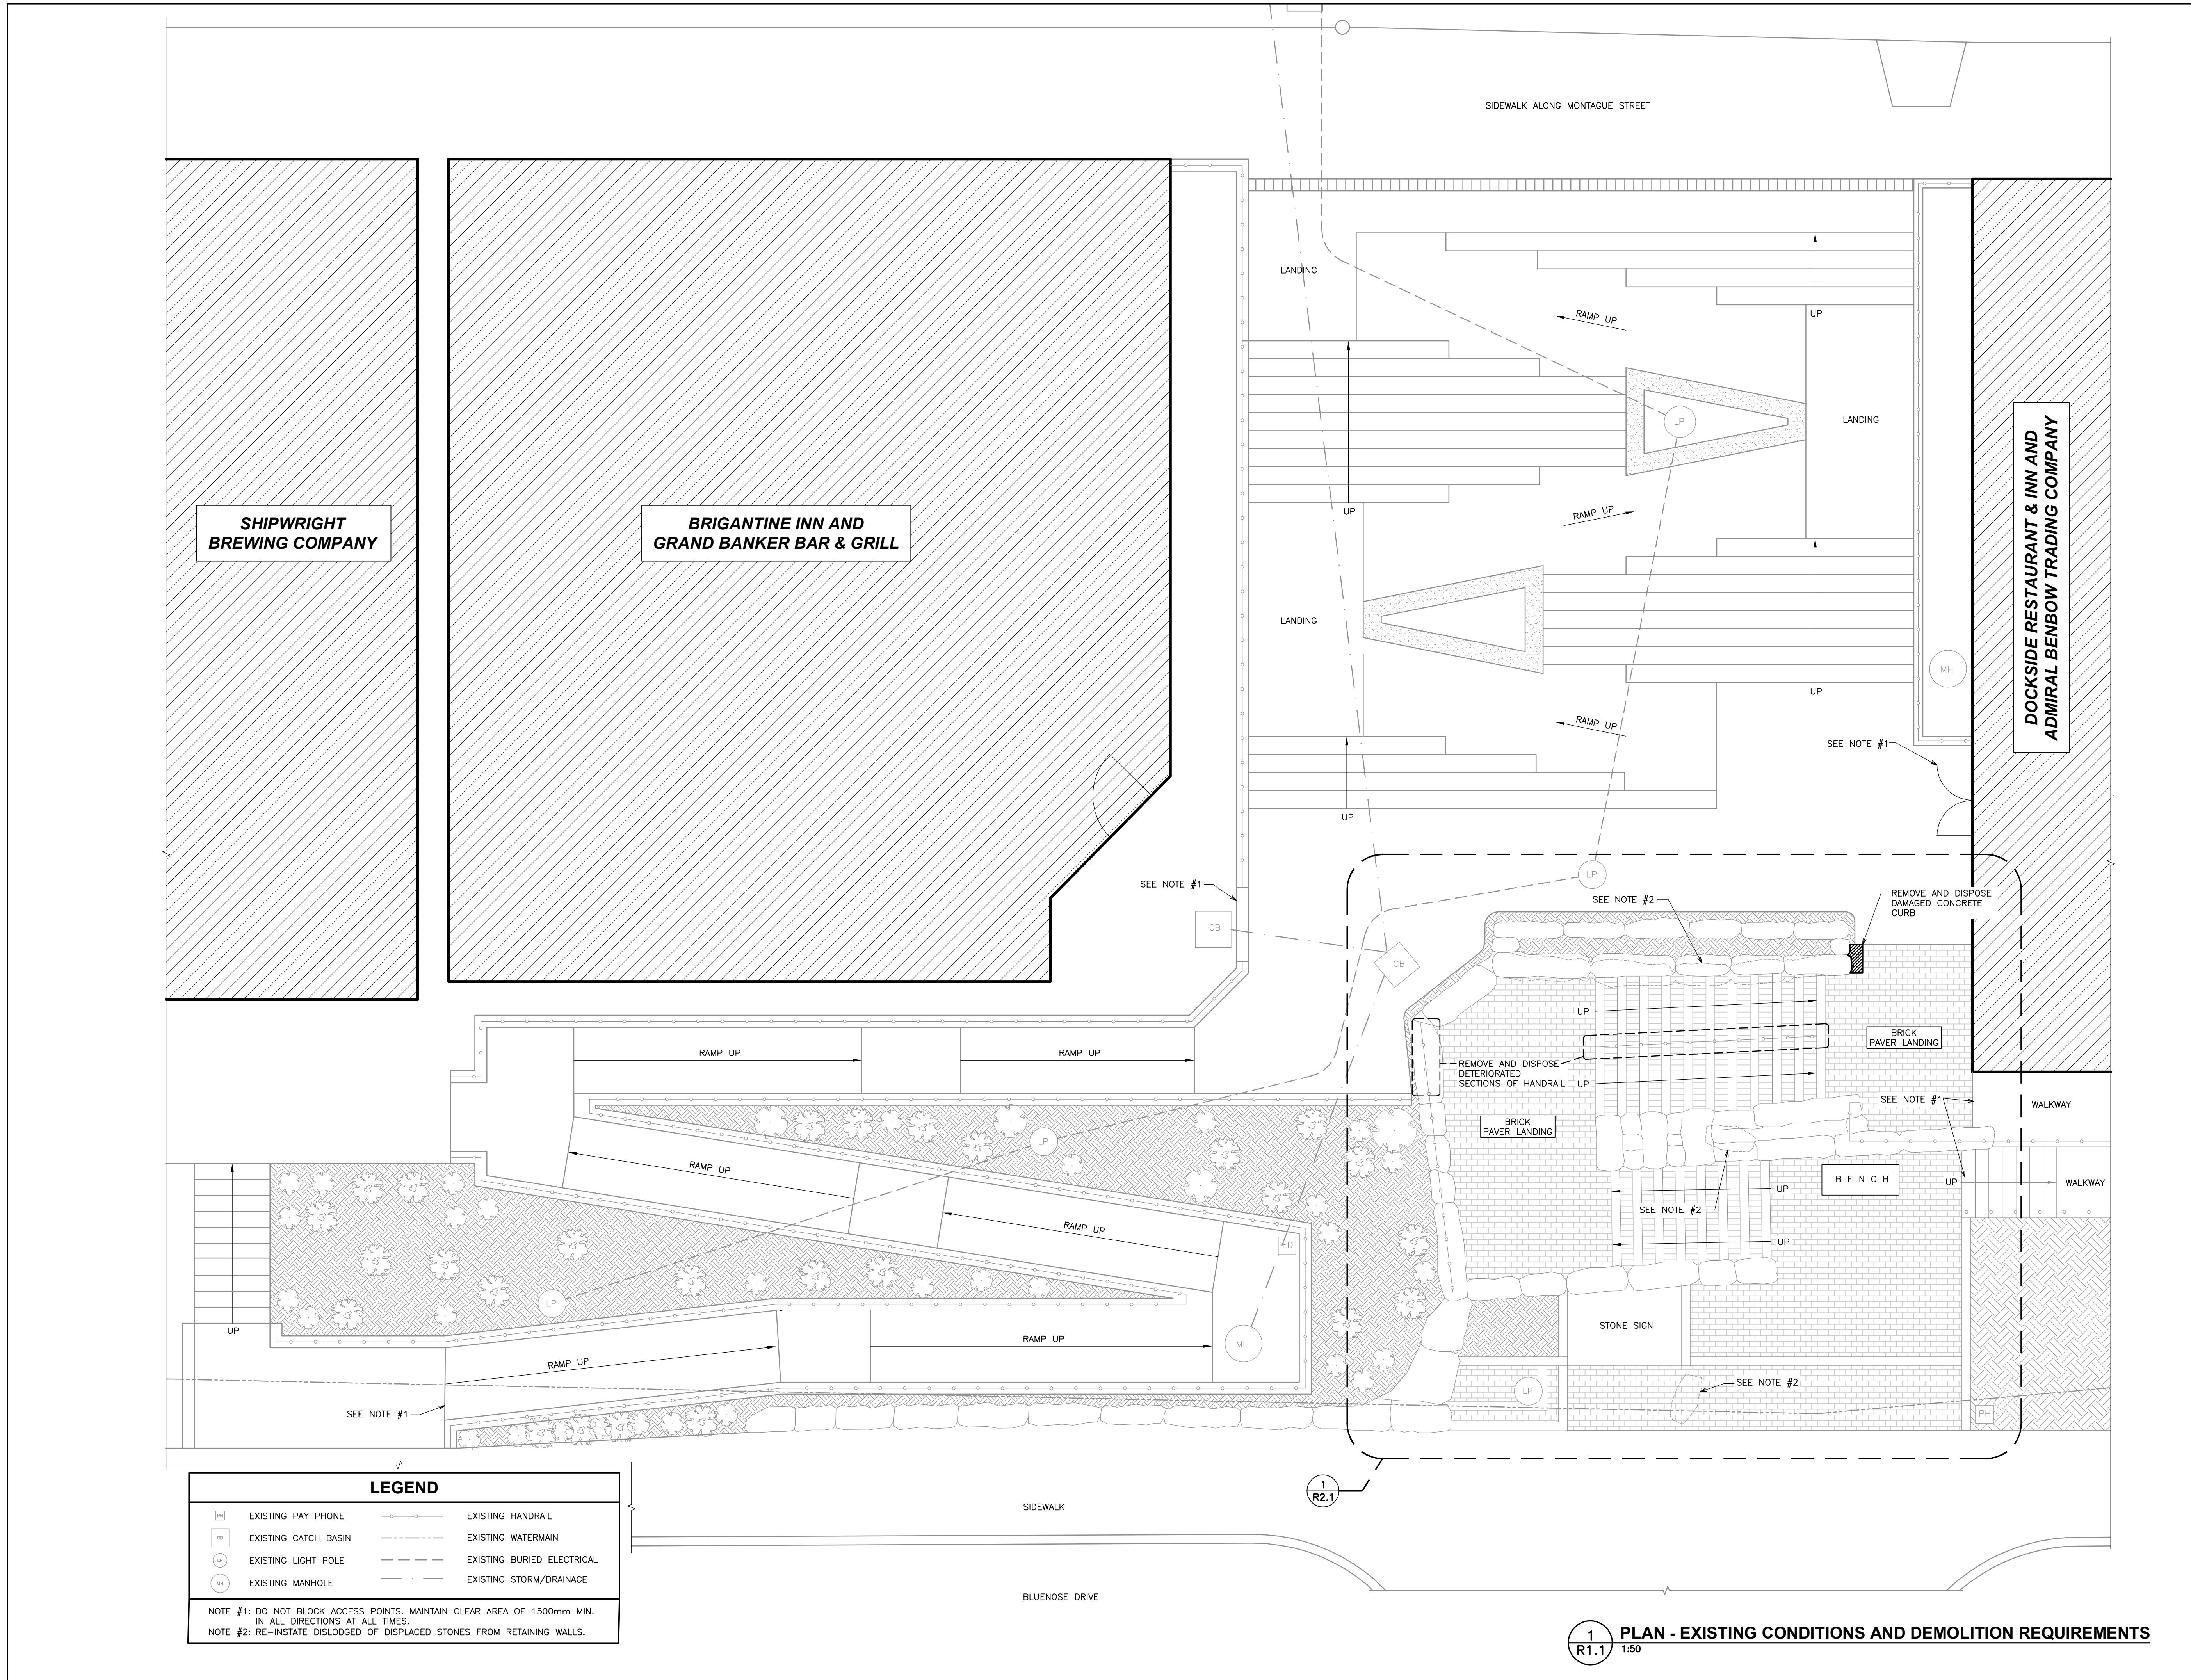 SIDEWALK ALONG MONTAGUE STREET
LANDING
UP
RAMP UP
LP
LANDING
SHIPWRIGHT
BREWING COMPANY
BRIGANTINE INN AND
GRAND BANKER BAR & GRILL
DOCKSIDE RESTAURANT & INN AND
ADMIRAL BENBOW TRADING COMPANY
UP
RAMP UP
LANDING
MH
UP
RAMP UP
SEE NOTE #1
UP
LP
SEE NOTE #1
SEE NOTE #2
REMOVE AND DISPOSE
DAMAGED CONCRETE
CURB
CB
CB
UP
BRICK
PAVER LANDING
RAMP UP
RAMP UP
REMOVE AND DISPOSE
DETERIORATED
SECTIONS OF HANDRAIL
UP
SEE NOTE #1
WALKWAY
BRICK
PAVER LANDING
LP
RAMP UP
BENCH
UP
UP
WALKWAY
SEE NOTE #2
RAMP UP
UP
FD
LP
UP
STONE SIGN
RAMP UP
MH
RAMP UP
LP
SEE NOTE #2
SEE NOTE #1
PH
LEGEND
PH EXISTING PAY PHONE
EXISTING HANDRAIL
CB EXISTING CATCH BASIN
EXISTING WATERMAIN
LP EXISTING LIGHT POLE
EXISTING BURIED ELECTRICAL
MH EXISTING MANHOLE
EXISTING STORM/DRAINAGE
NOTE #1: DO NOT BLOCK ACCESS POINTS. MAINTAIN CLEAR AREA OF 1500mm MIN.
IN ALL DIRECTIONS AT ALL TIMES.
NOTE #2: RE-INSTATE DISLODGED OF DISPLACED STONES FROM RETAINING WALLS.
1
R2.1
SIDEWALK
BLUENOSE DRIVE
1
R1.1
PLAN - EXISTING CONDITIONS AND DEMOLITION REQUIREMENTS
1:50